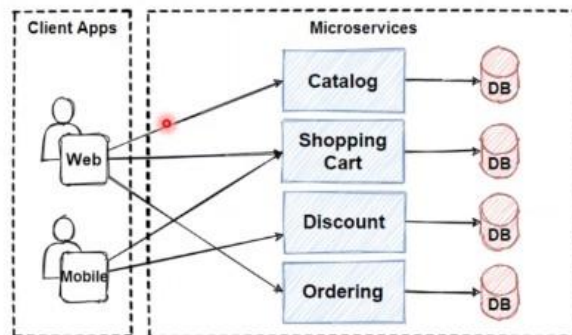 Client Apps
Microservices
Catalog
DB
Web
Shopping
Cart
DB
Discount
DB
Mobile
Ordering
DB